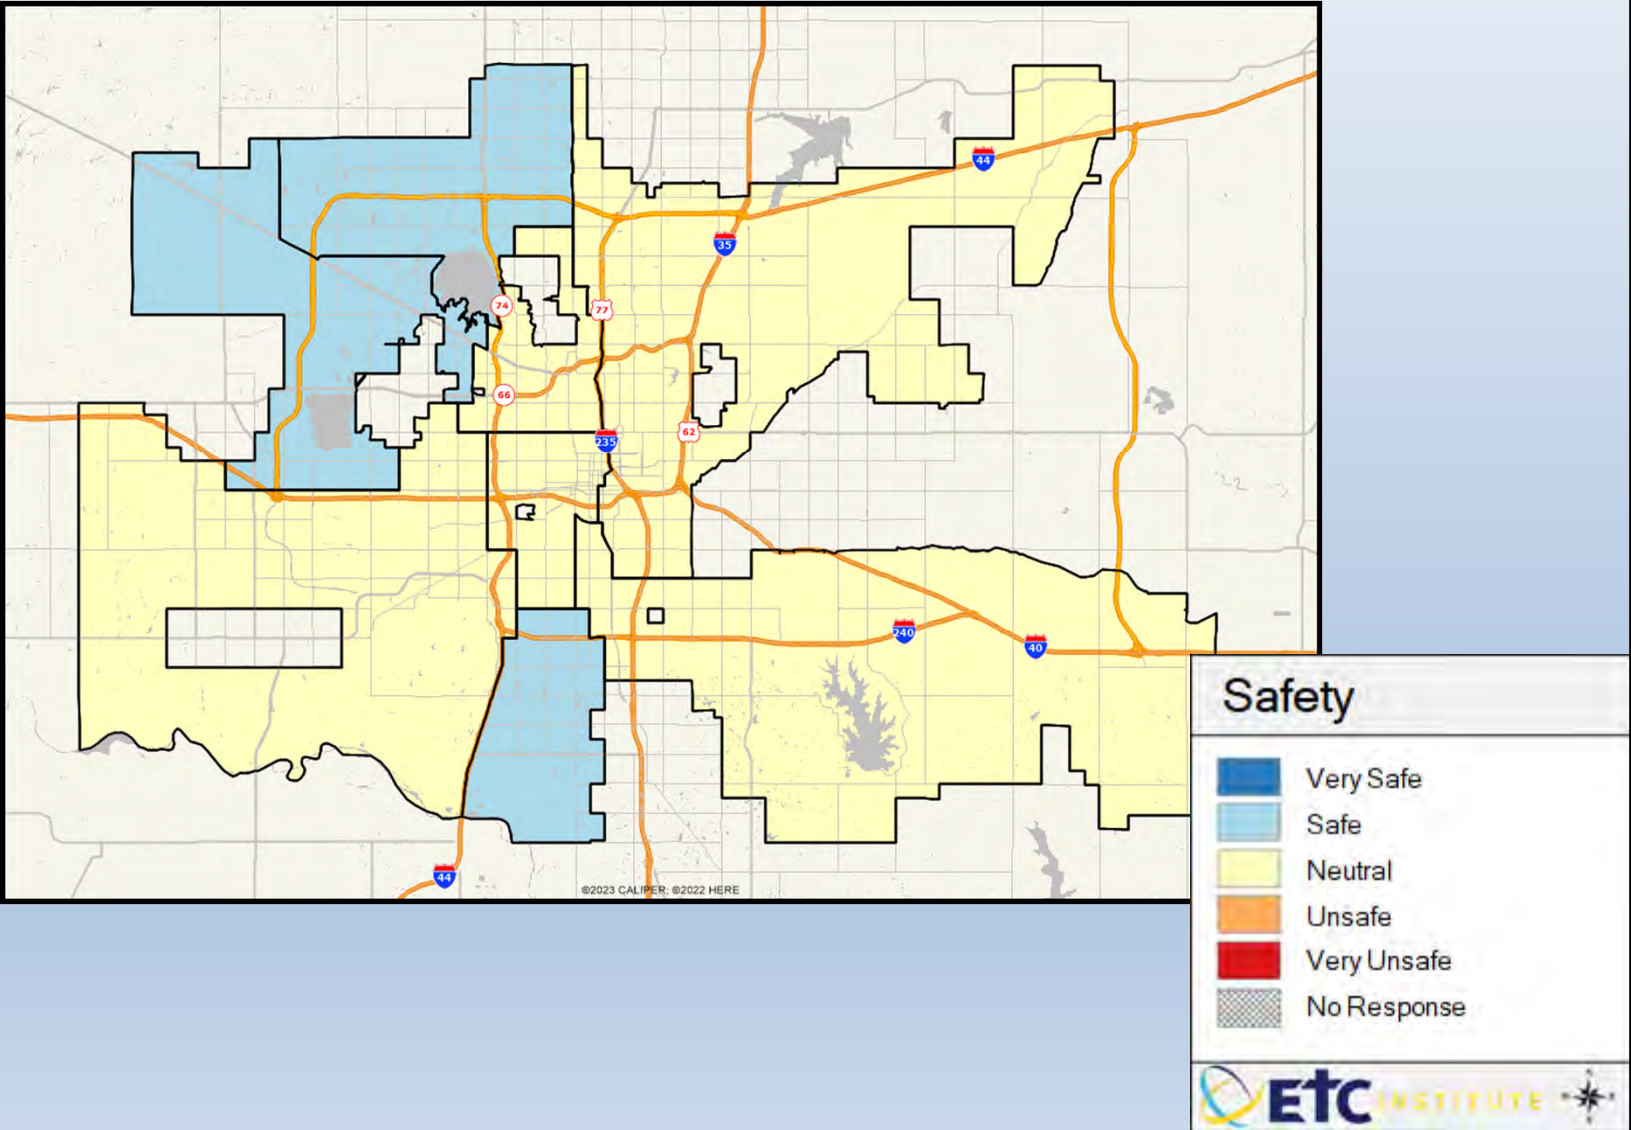 44
35
74
77
66
62
235
240
40
44
©2023 CALIPER; ©2022 HERE
Safety
Very Safe
Safe
Neutral
Unsafe
Very Unsafe
No Response
ETC INSTITUTE